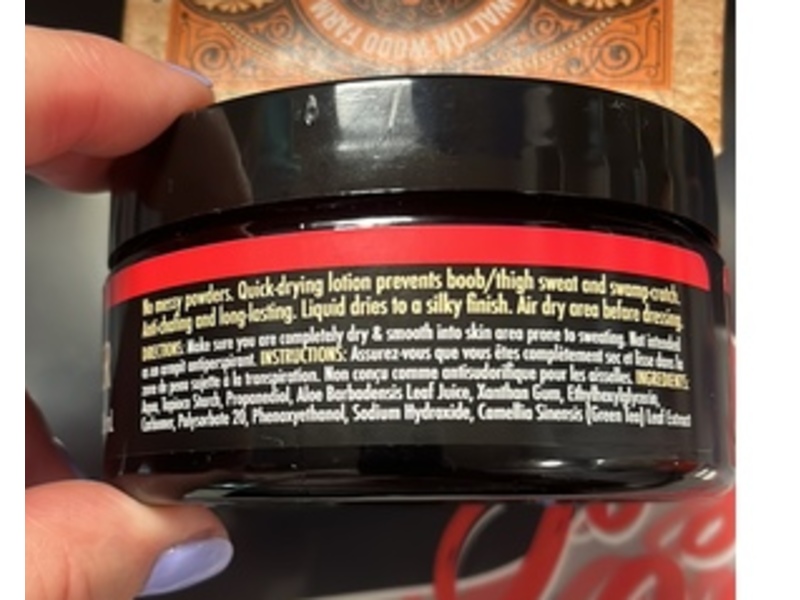 WALTON WOOD FARM
No messy powders. Quick-drying lotion prevents boob/thigh sweat and swamp-crotch.
Anti-chafing and long-lasting. Liquid dries to a silky finish. Air dry area before dressing.
DIRECTIONS: Make sure you are completely dry & smooth into skin area prone to sweating. Not intended
as an armpit antiperspirant. INSTRUCTIONS: Assurez-vous que vous êtes complètement sec et lisse dans la
zone de peau sujette à la transpiration. Non conçu comme antisudorifique pour les aisselles. INGREDIENTS:
Aqua, Tapioca Starch, Propanediol, Aloe Barbadensis Leaf Juice, Xanthan Gum, Ethylhexylglycerin,
Carbomer, Polysorbate 20, Phenoxyethanol, Sodium Hydroxide, Camellia Sinensis (Green Tea) Leaf Extract